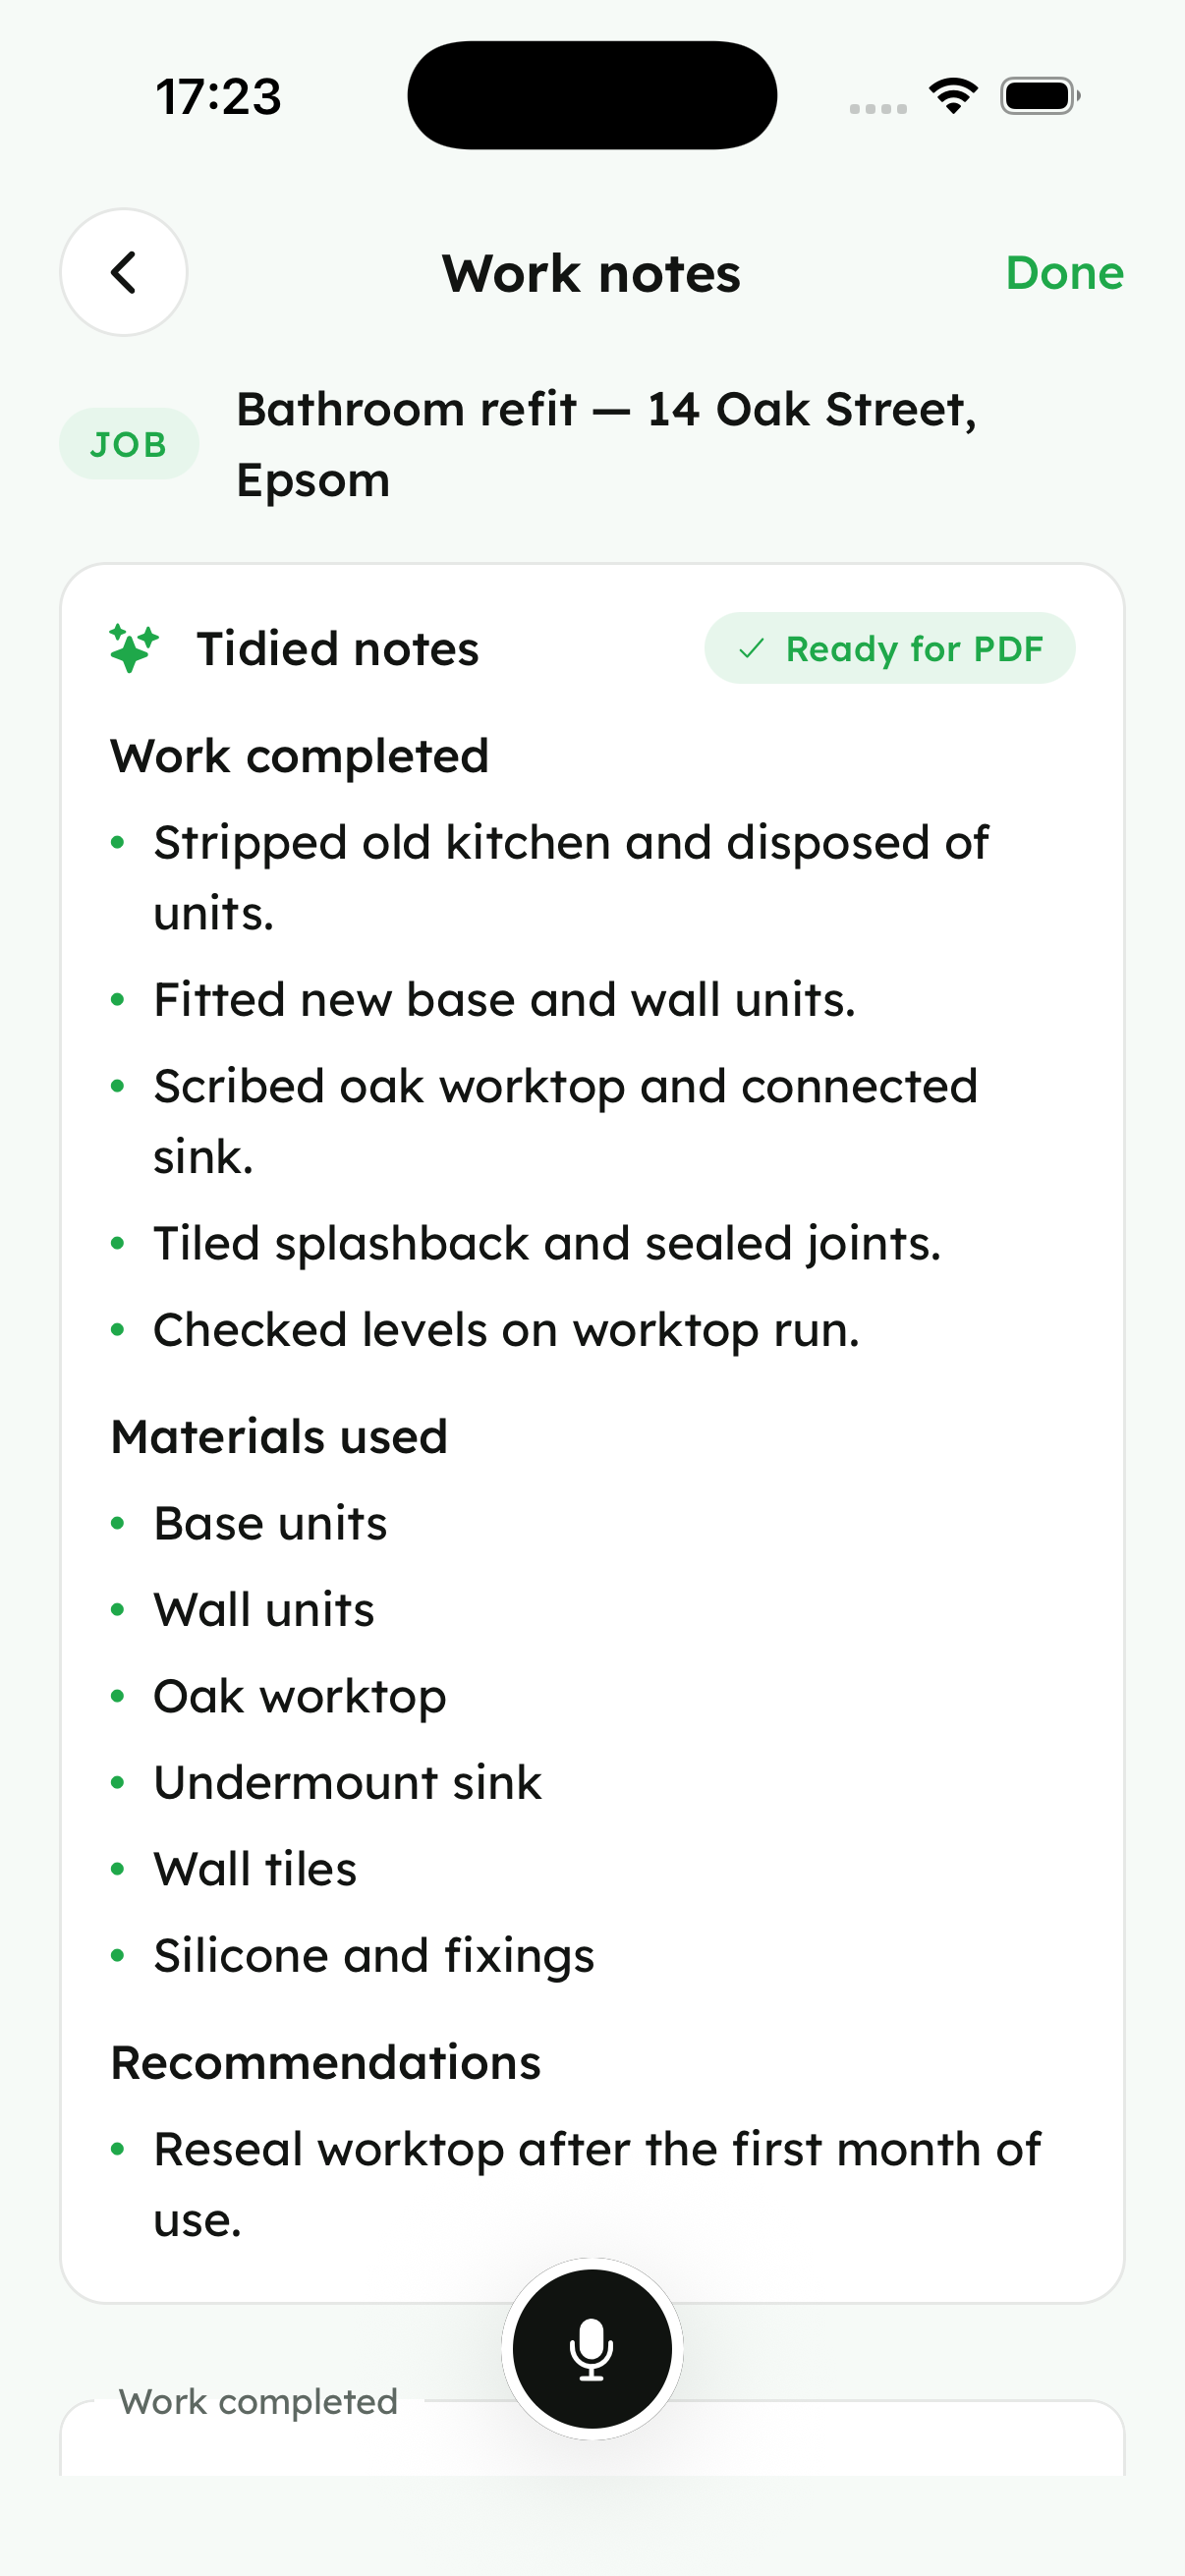 17:23
Work notes
Done
JOB
Bathroom refit — 14 Oak Street,
Epsom
Tidied notes
Ready for PDF
Work completed
• Stripped old kitchen and disposed of
units.
• Fitted new base and wall units.
• Scribed oak worktop and connected
sink.
• Tiled splashback and sealed joints.
• Checked levels on worktop run.
Materials used
• Base units
• Wall units
• Oak worktop
• Undermount sink
• Wall tiles
• Silicone and fixings
Recommendations
• Reseal worktop after the first month of
use.
Work completed